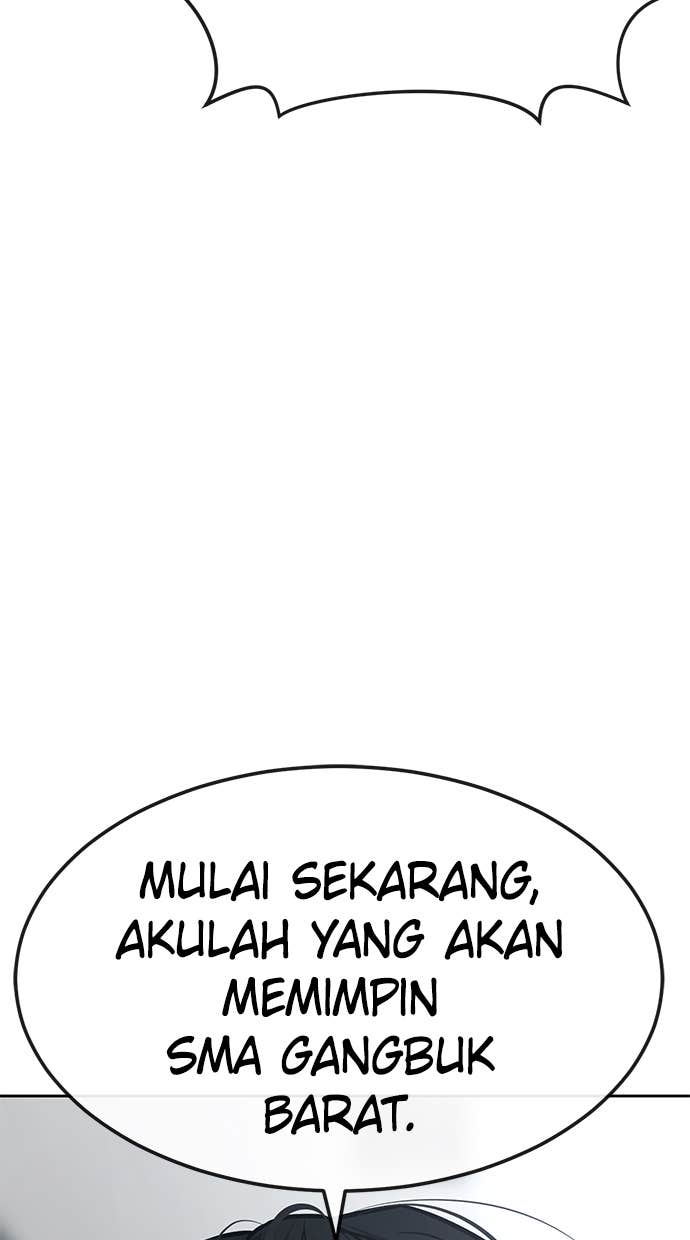 MULAI SEKARANG,
AKULAH YANG AKAN
MEMIMPIN
SMA GANGBUK
BARAT.